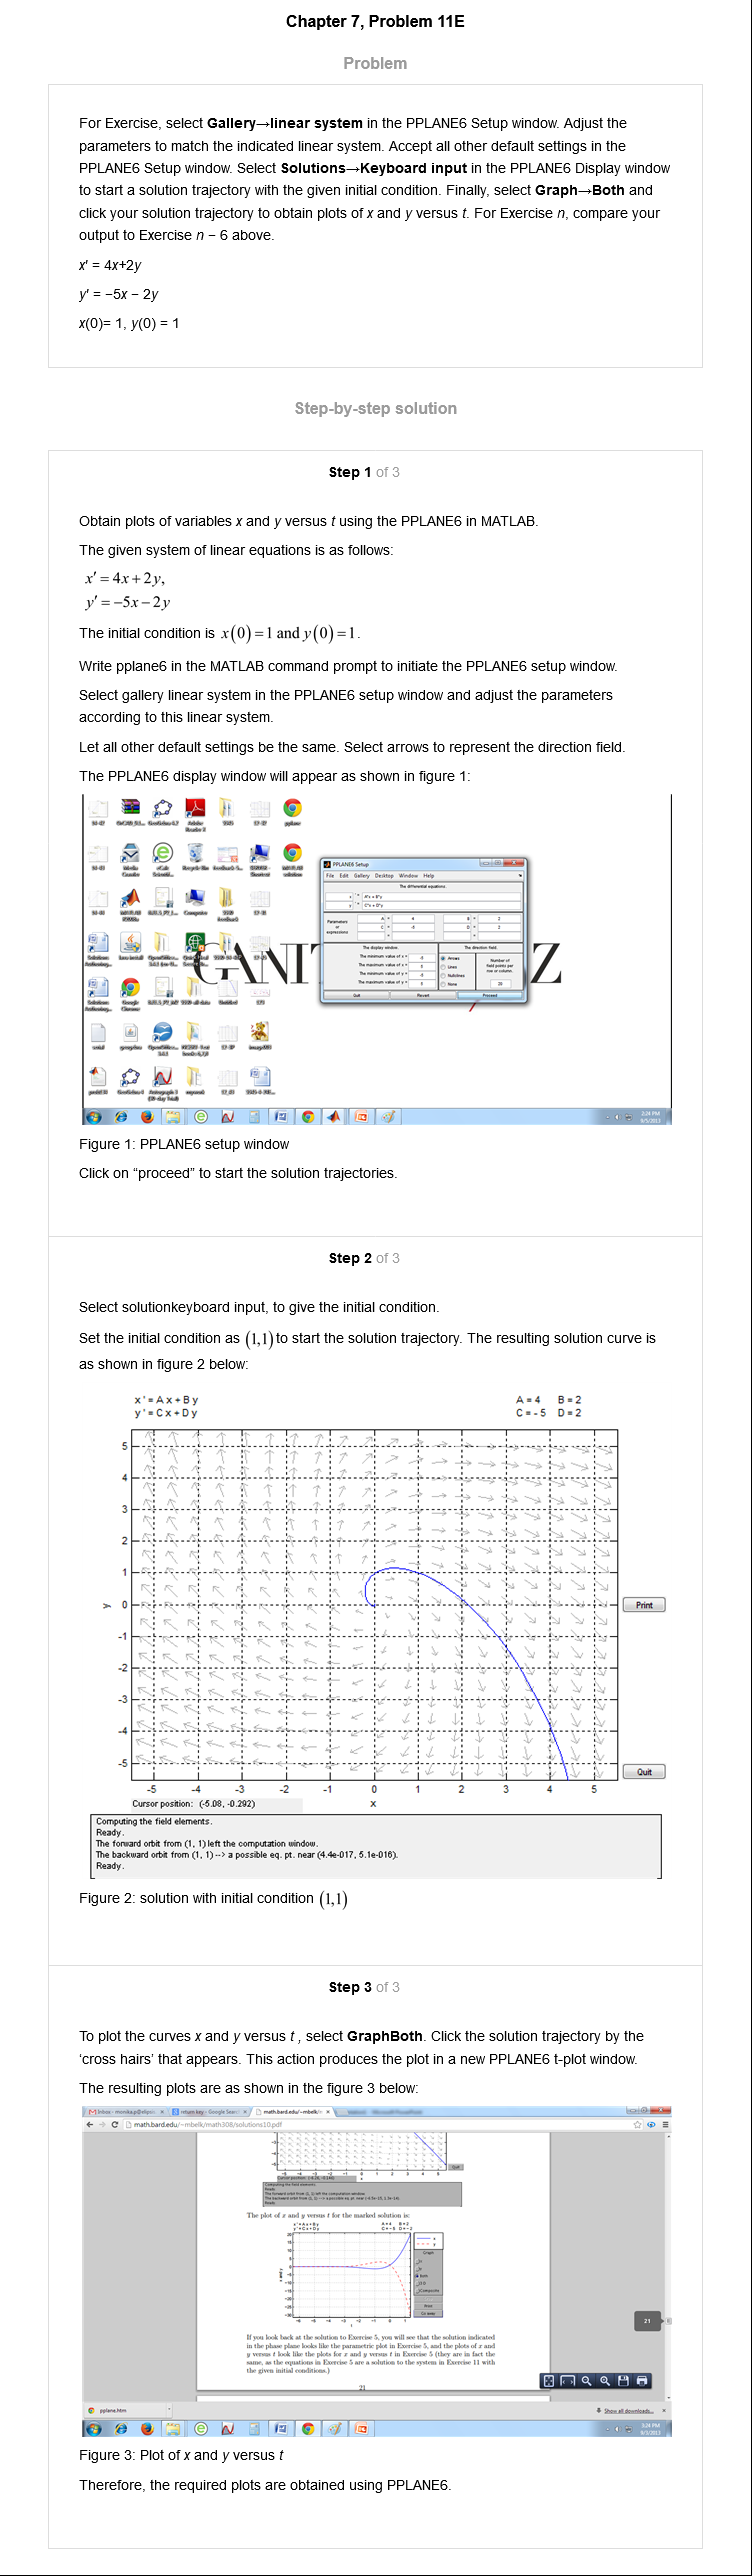 Chapter 7, Problem 11E
Problem
For Exercise, select Gallery→linear system in the PPLANE6 Setup window. Adjust the
parameters to match the indicated linear system. Accept all other default settings in the
PPLANE6 Setup window. Select Solutions→Keyboard input in the PPLANE6 Display window
to start a solution trajectory with the given initial condition. Finally, select Graph→Both and
click your solution trajectory to obtain plots of x and y versus t. For Exercise n, compare your
output to Exercise n − 6 above.
x′ = 4x+2y
y′ = −5x − 2y
x(0)= 1, y(0) = 1
Step-by-step solution
Step 1 of 3
Obtain plots of variables x and y versus t using the PPLANE6 in MATLAB.
The given system of linear equations is as follows:
x′ = 4x + 2y,
y′ = −5x − 2y
The initial condition is x(0) = 1 and y(0) = 1.
Write pplane6 in the MATLAB command prompt to initiate the PPLANE6 setup window.
Select gallery linear system in the PPLANE6 setup window and adjust the parameters
according to this linear system.
Let all other default settings be the same. Select arrows to represent the direction field.
The PPLANE6 display window will appear as shown in figure 1:
PPLANE6 Setup
File Edit Gallery Desktop Window Help
The differential equations.
Parameters or expressions
The display window.
The direction field.
The minimum value of x =
The maximum value of x =
The minimum value of y =
The maximum value of y =
Arrows
Lines
Nullclines
None
Number of field points per row or column.
20
Quit Revert Proceed
2:24 PM
9/5/2013
Figure 1: PPLANE6 setup window
Click on “proceed” to start the solution trajectories.
Step 2 of 3
Select solutionkeyboard input, to give the initial condition.
Set the initial condition as (1,1) to start the solution trajectory. The resulting solution curve is
as shown in figure 2 below:
x ' = A x + B y
y ' = C x + D y
A = 4 B = 2
C = - 5 D = 2
5
4
3
2
1
0
-1
-2
-3
-4
-5
y
Print
Quit
-5 -4 -3 -2 -1 0 1 2 3 4 5
x
Cursor position: (-5.08, -0.292)
Computing the field elements.
Ready.
The forward orbit from (1, 1) left the computation window.
The backward orbit from (1, 1) --> a possible eq. pt. near (4.4e-017, 5.1e-016).
Ready.
Figure 2: solution with initial condition (1,1)
Step 3 of 3
To plot the curves x and y versus t , select GraphBoth. Click the solution trajectory by the
‘cross hairs’ that appears. This action produces the plot in a new PPLANE6 t-plot window.
The resulting plots are as shown in the figure 3 below:
math.bard.edu/~mbelk/math308/solutions10.pdf
The plot of x and y versus t for the marked solution is:
If you look back at the solution to Exercise 5, you will see that the solution indicated
in the phase plane looks like the parametric plot in Exercise 5, and the plots of x and
y versus t look like the plots for x and y versus t in Exercise 5 (they are in fact the
same, as the equations in Exercise 5 are a solution to the system in Exercise 11 with
the given initial conditions.)
21
21
pplane.htm
Show all downloads...
3:24 PM
9/5/2013
Figure 3: Plot of x and y versus t
Therefore, the required plots are obtained using PPLANE6.